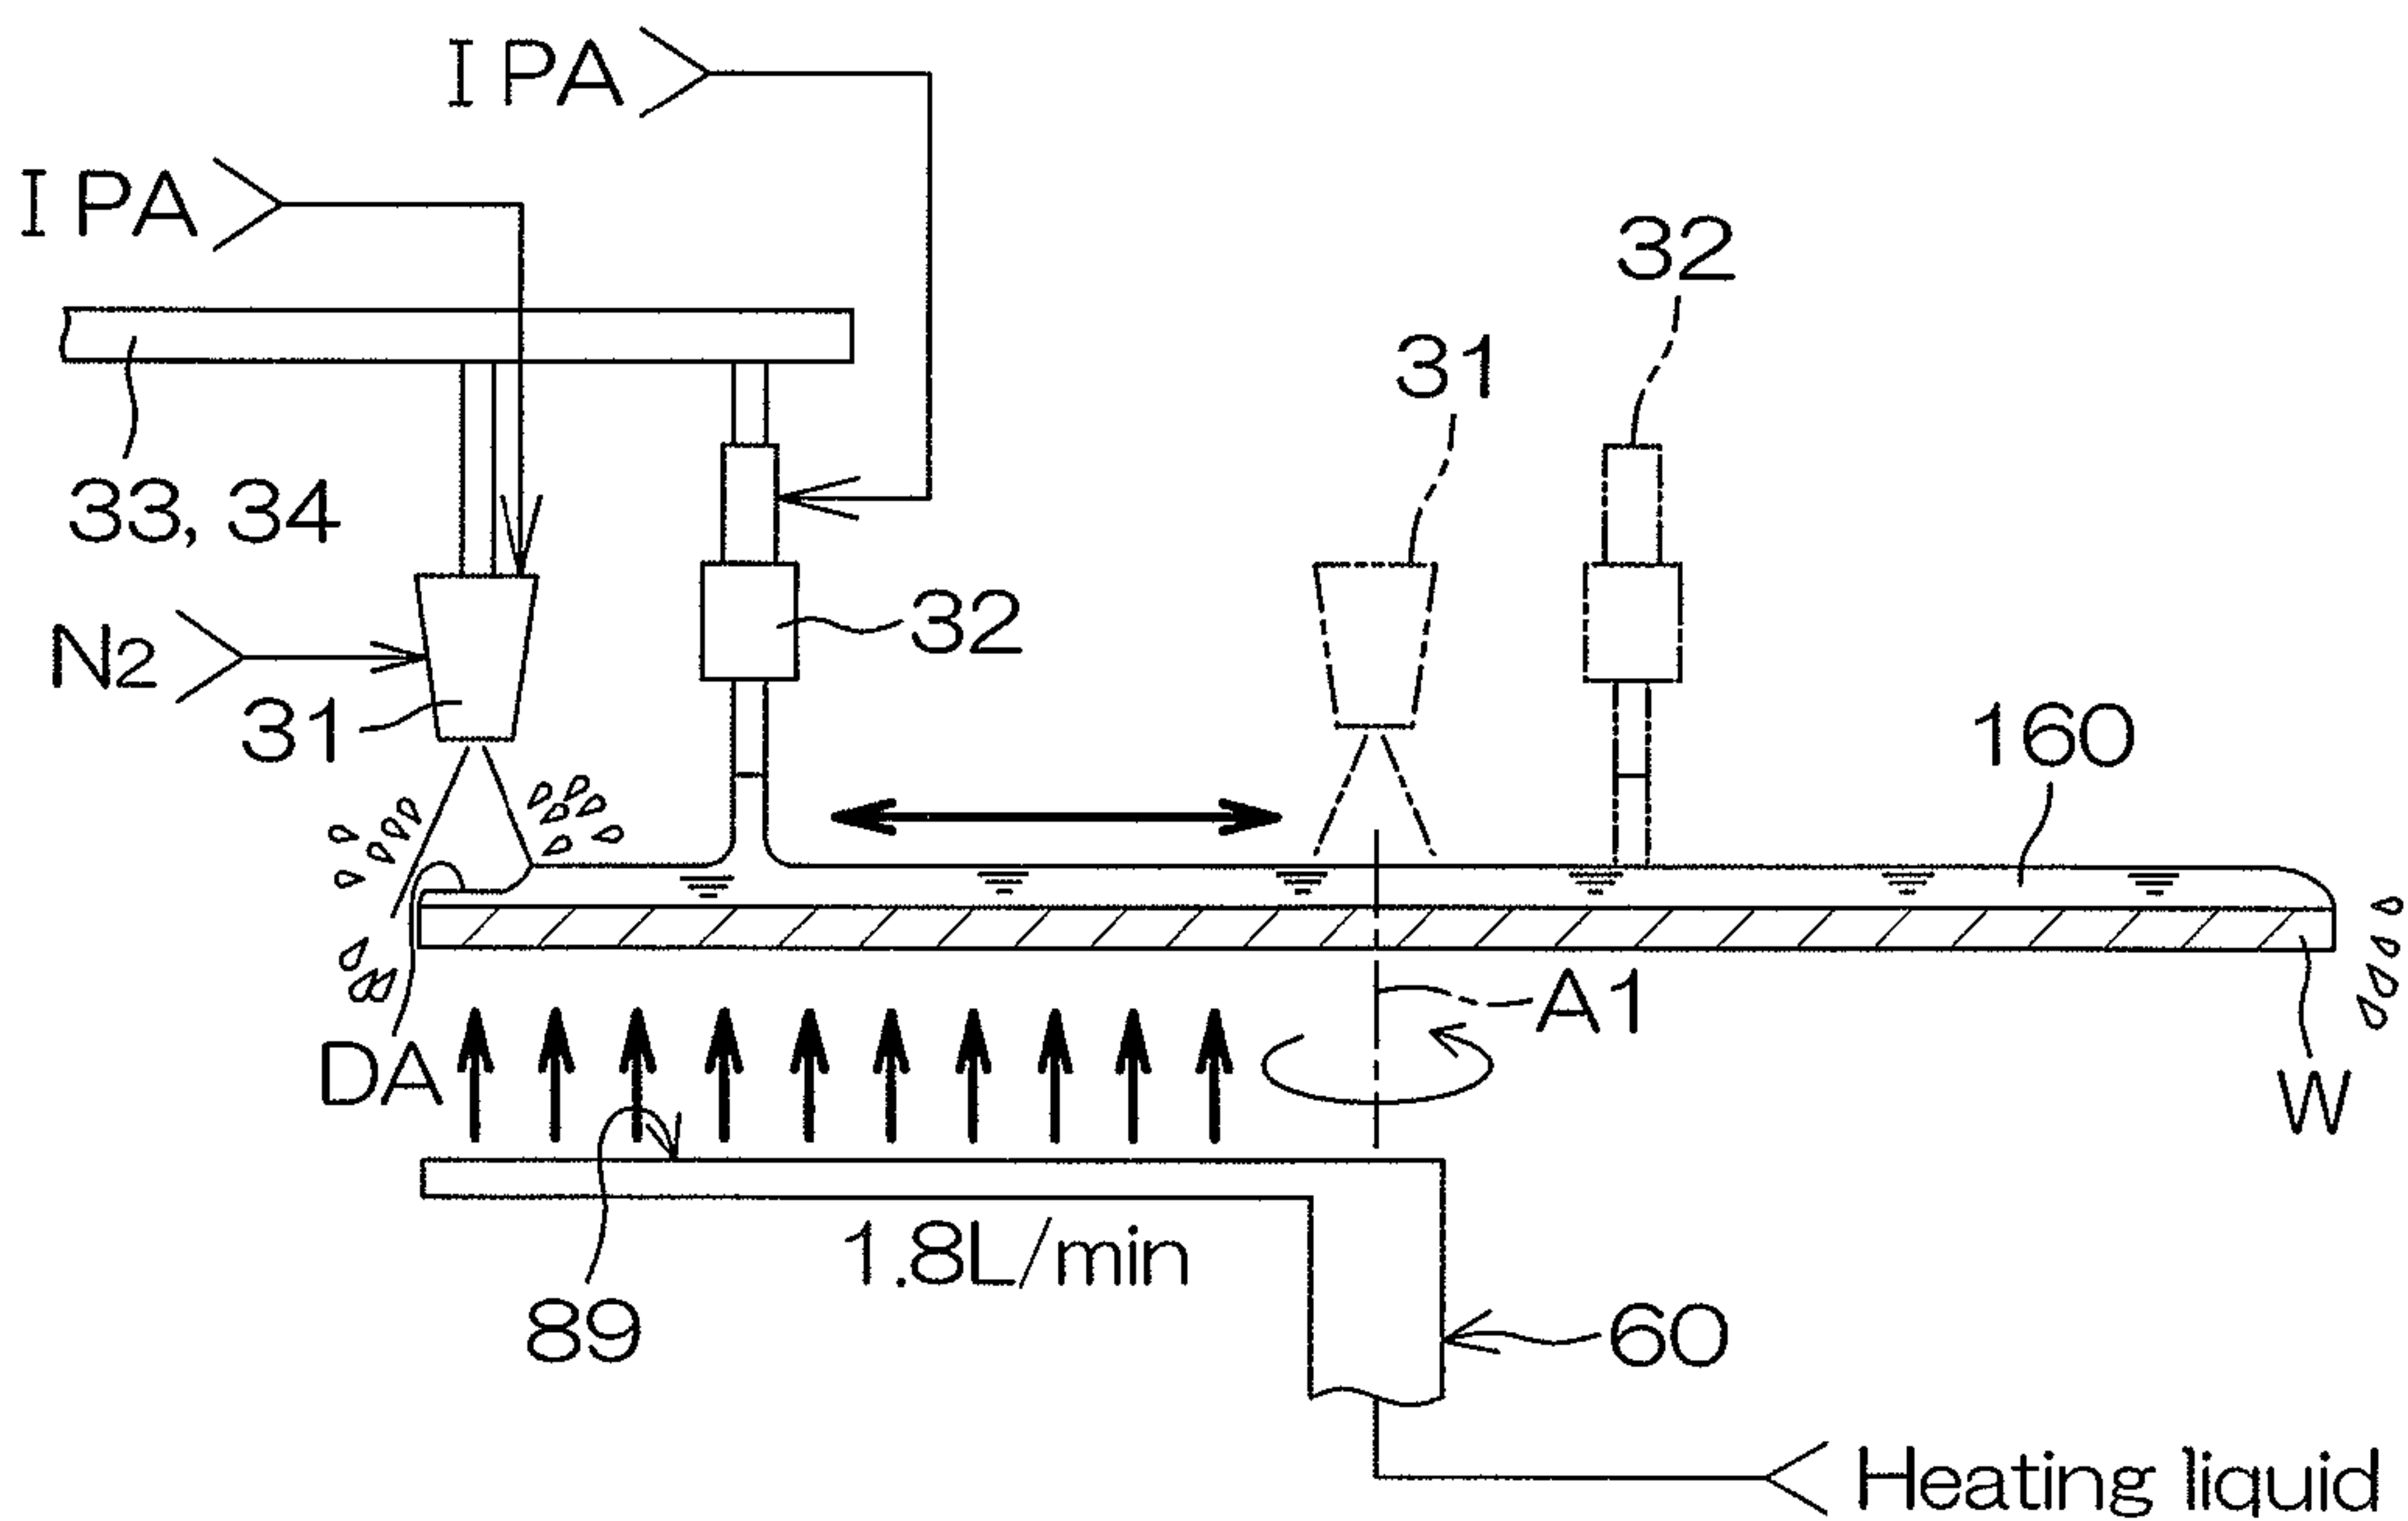 IPA
IPA
32
31
33, 34
32
N2
31
160
A1
DA
W
1.8L/min
89
60
Heating liquid